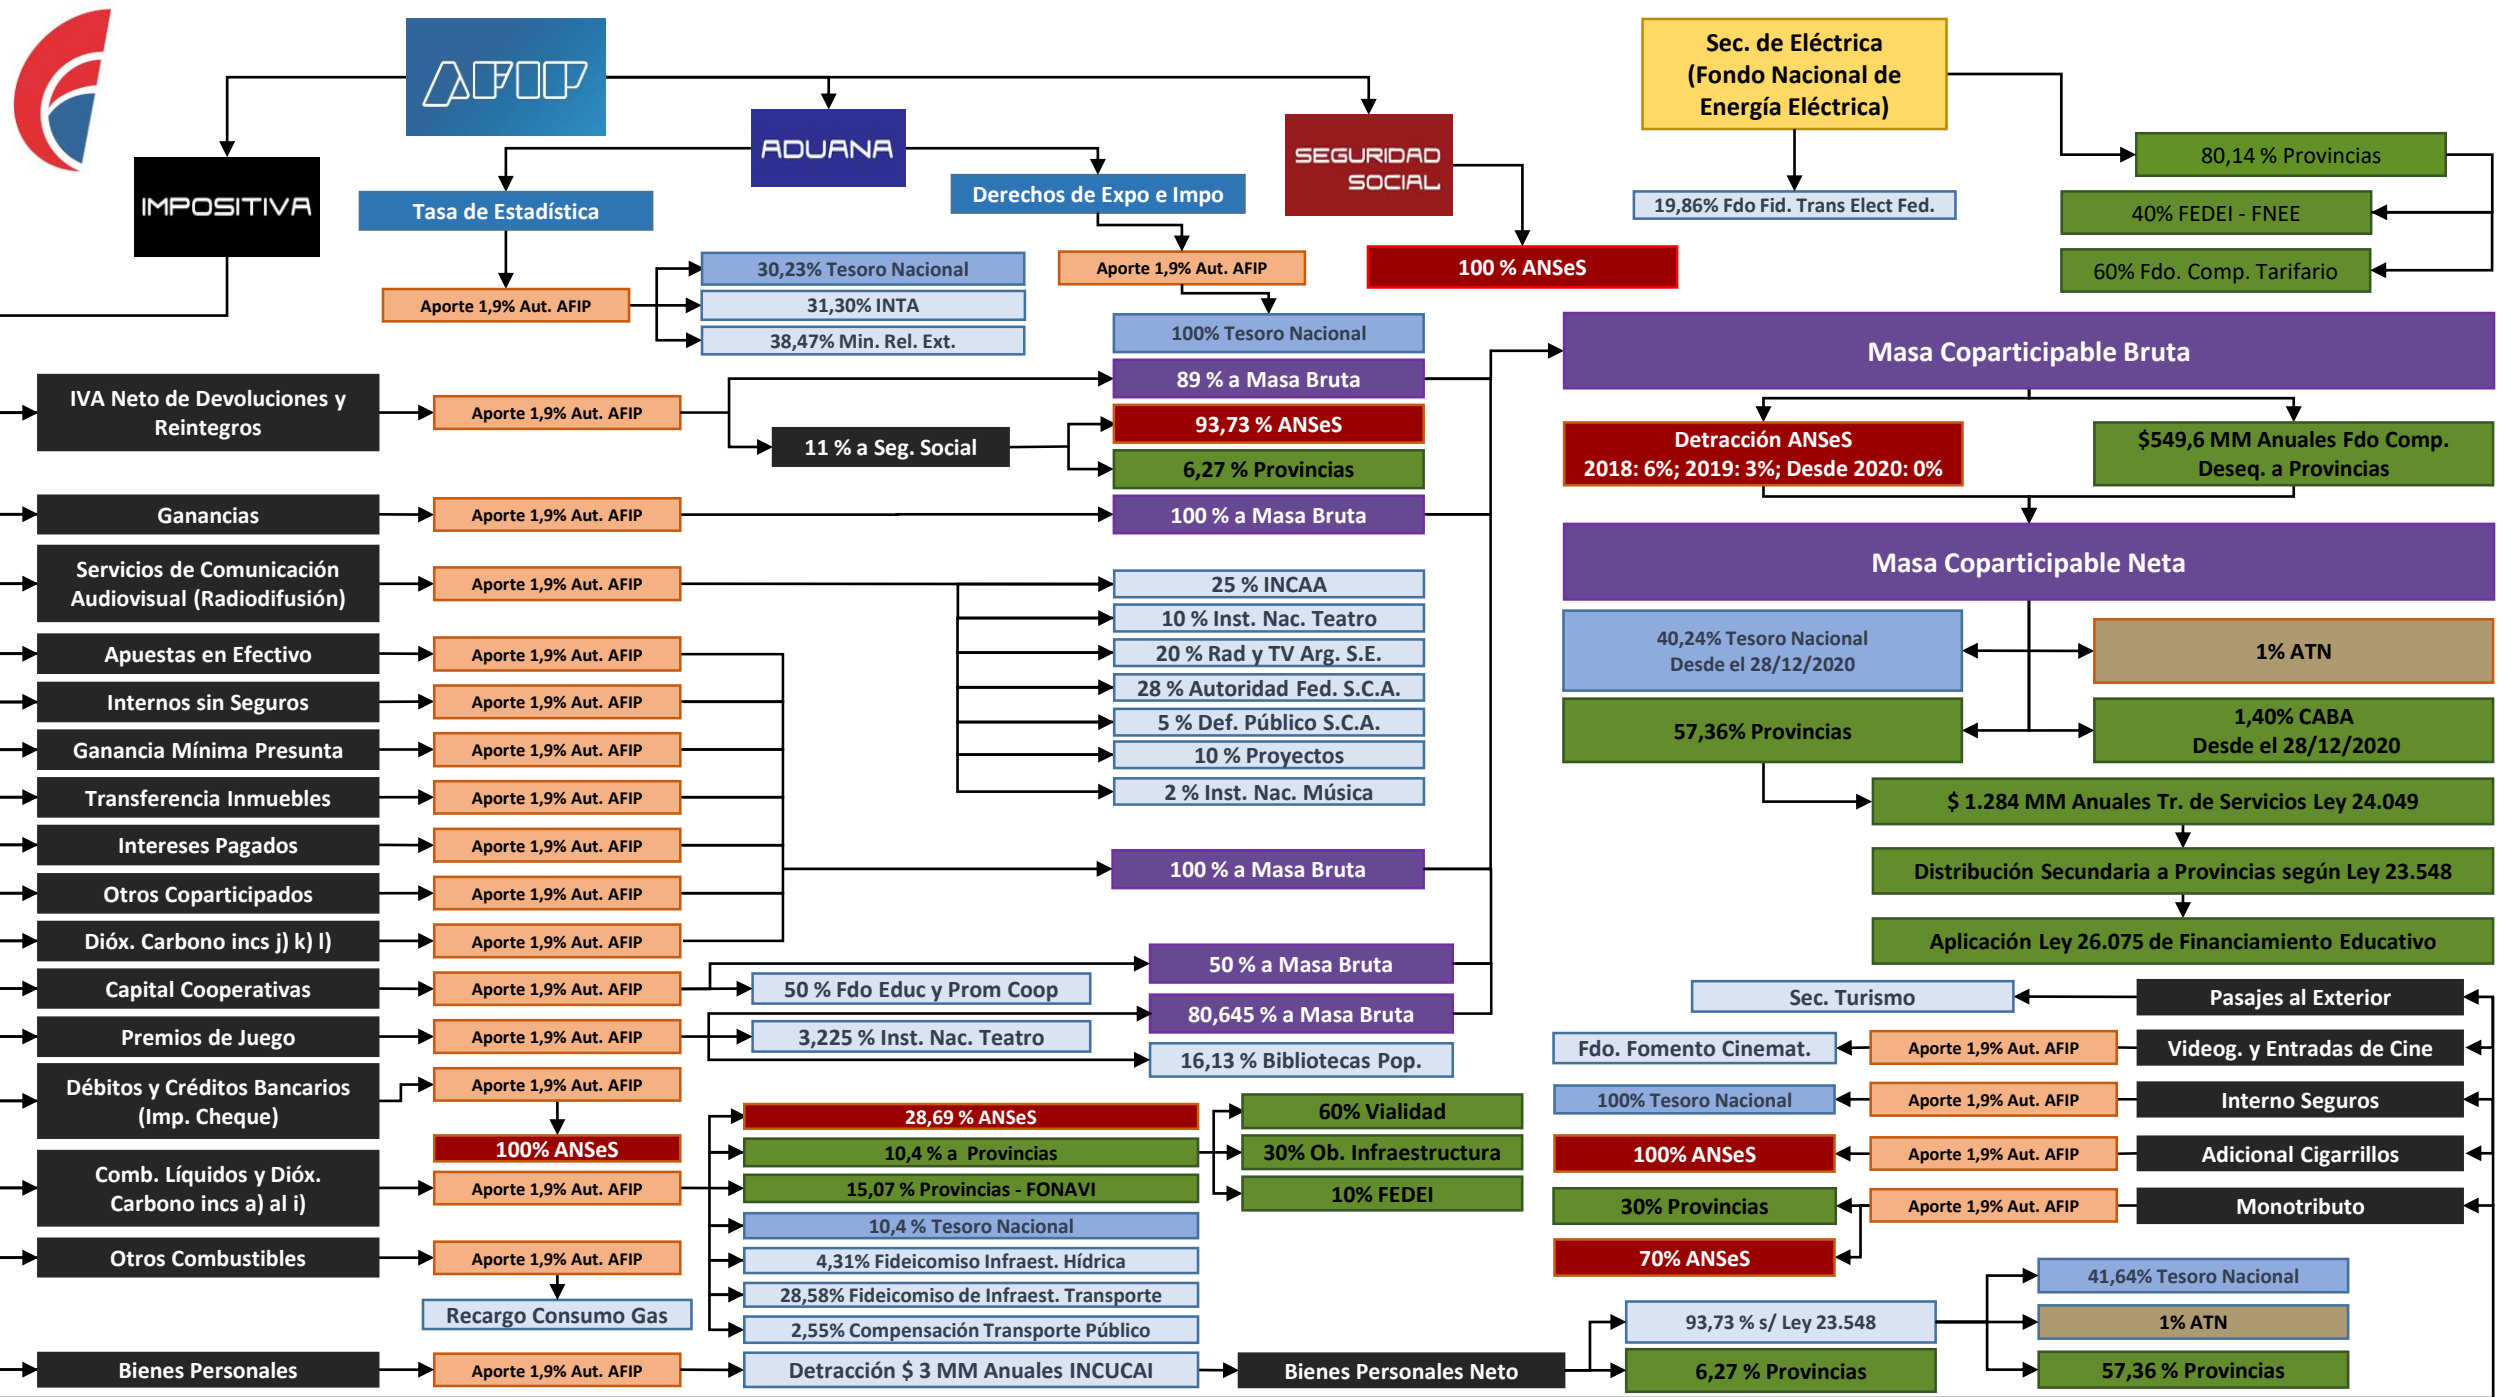 AFIP
Sec. de Eléctrica
(Fondo Nacional de
Energía Eléctrica)
ADUANA
SEGURIDAD
SOCIAL
IMPOSITIVA
80,14 % Provincias
Tasa de Estadística
Derechos de Expo e Impo
19,86% Fdo Fid. Trans Elect Fed.
40% FEDEI - FNEE
60% Fdo. Comp. Tarifario
Aporte 1,9% Aut. AFIP
30,23% Tesoro Nacional
31,30% INTA
38,47% Min. Rel. Ext.
Aporte 1,9% Aut. AFIP
100% Tesoro Nacional
100 % ANSeS
IVA Neto de Devoluciones y
Reintegros
Aporte 1,9% Aut. AFIP
89 % a Masa Bruta
11 % a Seg. Social
93,73 % ANSeS
6,27 % Provincias
Ganancias
Aporte 1,9% Aut. AFIP
100 % a Masa Bruta
Servicios de Comunicación
Audiovisual (Radiodifusión)
Aporte 1,9% Aut. AFIP
25 % INCAA
10 % Inst. Nac. Teatro
20 % Rad y TV Arg. S.E.
28 % Autoridad Fed. S.C.A.
5 % Def. Público S.C.A.
10 % Proyectos
2 % Inst. Nac. Música
Apuestas en Efectivo
Aporte 1,9% Aut. AFIP
Internos sin Seguros
Aporte 1,9% Aut. AFIP
Ganancia Mínima Presunta
Aporte 1,9% Aut. AFIP
Transferencia Inmuebles
Aporte 1,9% Aut. AFIP
Intereses Pagados
Aporte 1,9% Aut. AFIP
Otros Coparticipados
Aporte 1,9% Aut. AFIP
Dióx. Carbono incs j) k) l)
Aporte 1,9% Aut. AFIP
100 % a Masa Bruta
Capital Cooperativas
Aporte 1,9% Aut. AFIP
50 % a Masa Bruta
50 % Fdo Educ y Prom Coop
Premios de Juego
Aporte 1,9% Aut. AFIP
80,645 % a Masa Bruta
3,225 % Inst. Nac. Teatro
16,13 % Bibliotecas Pop.
Débitos y Créditos Bancarios
(Imp. Cheque)
Aporte 1,9% Aut. AFIP
100% ANSeS
Comb. Líquidos y Dióx.
Carbono incs a) al i)
Aporte 1,9% Aut. AFIP
28,69 % ANSeS
10,4 % a Provincias
15,07 % Provincias - FONAVI
10,4 % Tesoro Nacional
4,31% Fideicomiso Infraest. Hídrica
28,58% Fideicomiso de Infraest. Transporte
2,55% Compensación Transporte Público
60% Vialidad
30% Ob. Infraestructura
10% FEDEI
Otros Combustibles
Aporte 1,9% Aut. AFIP
Recargo Consumo Gas
Bienes Personales
Aporte 1,9% Aut. AFIP
Detracción $ 3 MM Anuales INCUCAI
Bienes Personales Neto
93,73 % s/ Ley 23.548
6,27 % Provincias
41,64% Tesoro Nacional
1% ATN
57,36 % Provincias
Masa Coparticipable Bruta
Detracción ANSeS
2018: 6%; 2019: 3%; Desde 2020: 0%
$549,6 MM Anuales Fdo Comp.
Deseq. a Provincias
Masa Coparticipable Neta
40,24% Tesoro Nacional
Desde el 28/12/2020
1% ATN
57,36% Provincias
1,40% CABA
Desde el 28/12/2020
$ 1.284 MM Anuales Tr. de Servicios Ley 24.049
Distribución Secundaria a Provincias según Ley 23.548
Aplicación Ley 26.075 de Financiamiento Educativo
Sec. Turismo
Pasajes al Exterior
Fdo. Fomento Cinemat.
Aporte 1,9% Aut. AFIP
Videog. y Entradas de Cine
100% Tesoro Nacional
Aporte 1,9% Aut. AFIP
Interno Seguros
100% ANSeS
Aporte 1,9% Aut. AFIP
Adicional Cigarrillos
30% Provincias
Aporte 1,9% Aut. AFIP
Monotributo
70% ANSeS